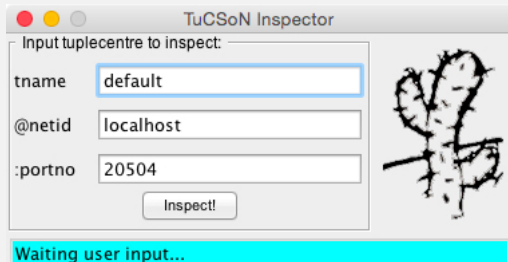 TuCSoN Inspector
Input tuplecentre to inspect:
tname default
@netid localhost
:portno 20504
Inspect!
Waiting user input...